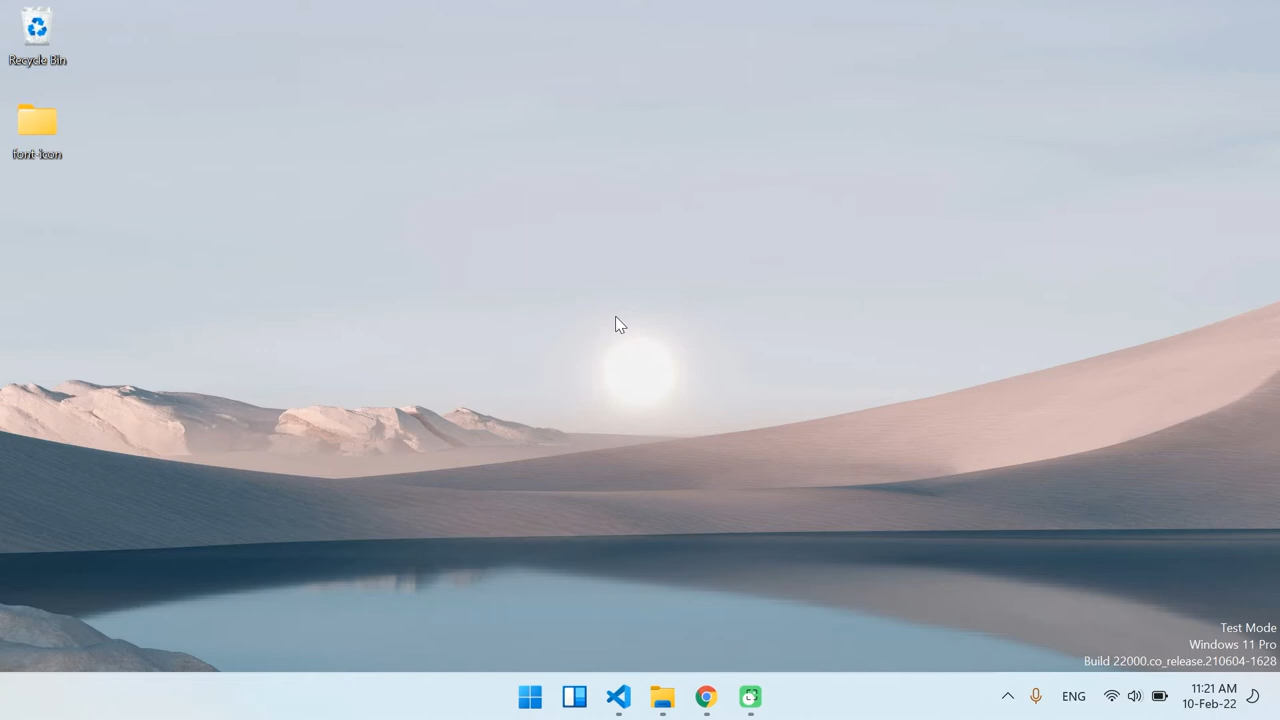 Recycle Bin
font-icon
Test Mode
Windows 11 Pro
Build 22000.co_release.210604-1628
ENG
11:21 AM
10-Feb-22